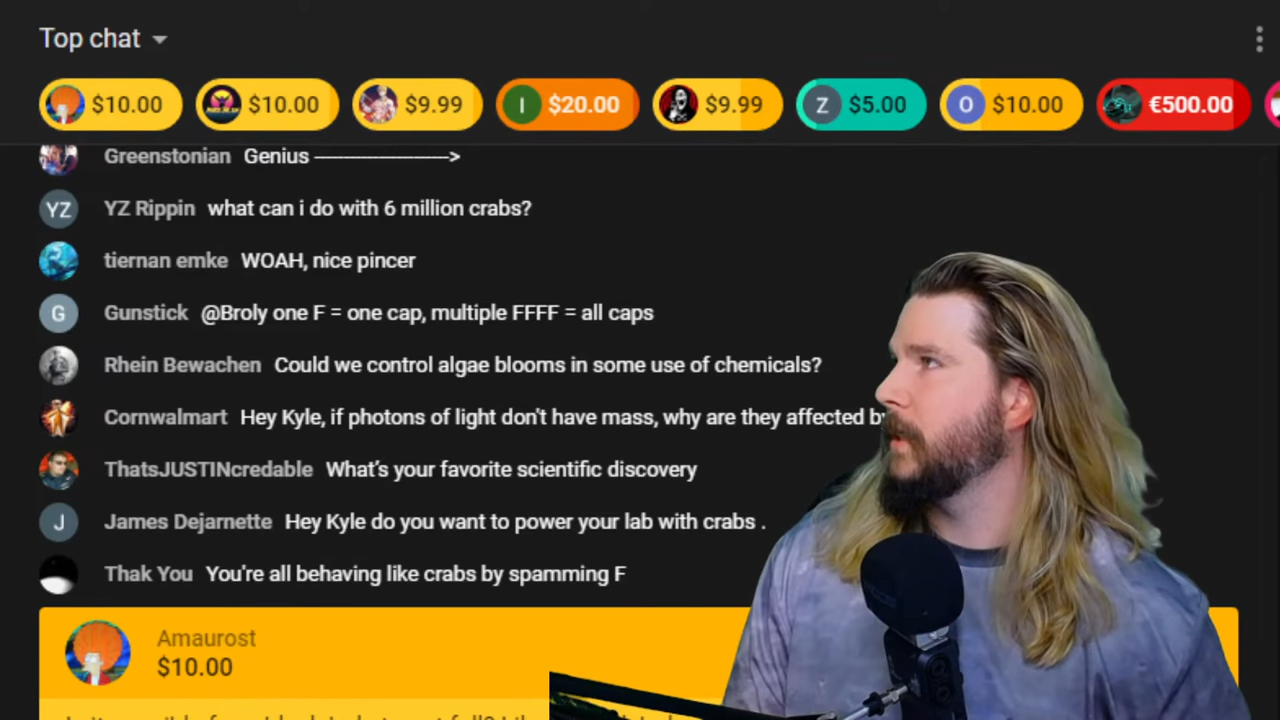 Top chat
$10.00 $10.00 $9.99 I $20.00 $9.99 Z $5.00 O $10.00 €500.00
Greenstonian Genius ------------------------>
YZ YZ Rippin what can i do with 6 million crabs?
tiernan emke WOAH, nice pincer
G Gunstick @Broly one F = one cap, multiple FFFF = all caps
Rhein Bewachen Could we control algae blooms in some use of chemicals?
Cornwalmart Hey Kyle, if photons of light don't have mass, why are they affected by
ThatsJUSTINcredable What's your favorite scientific discovery
J James Dejarnette Hey Kyle do you want to power your lab with crabs .
Thak You You're all behaving like crabs by spamming F
Amaurost
$10.00